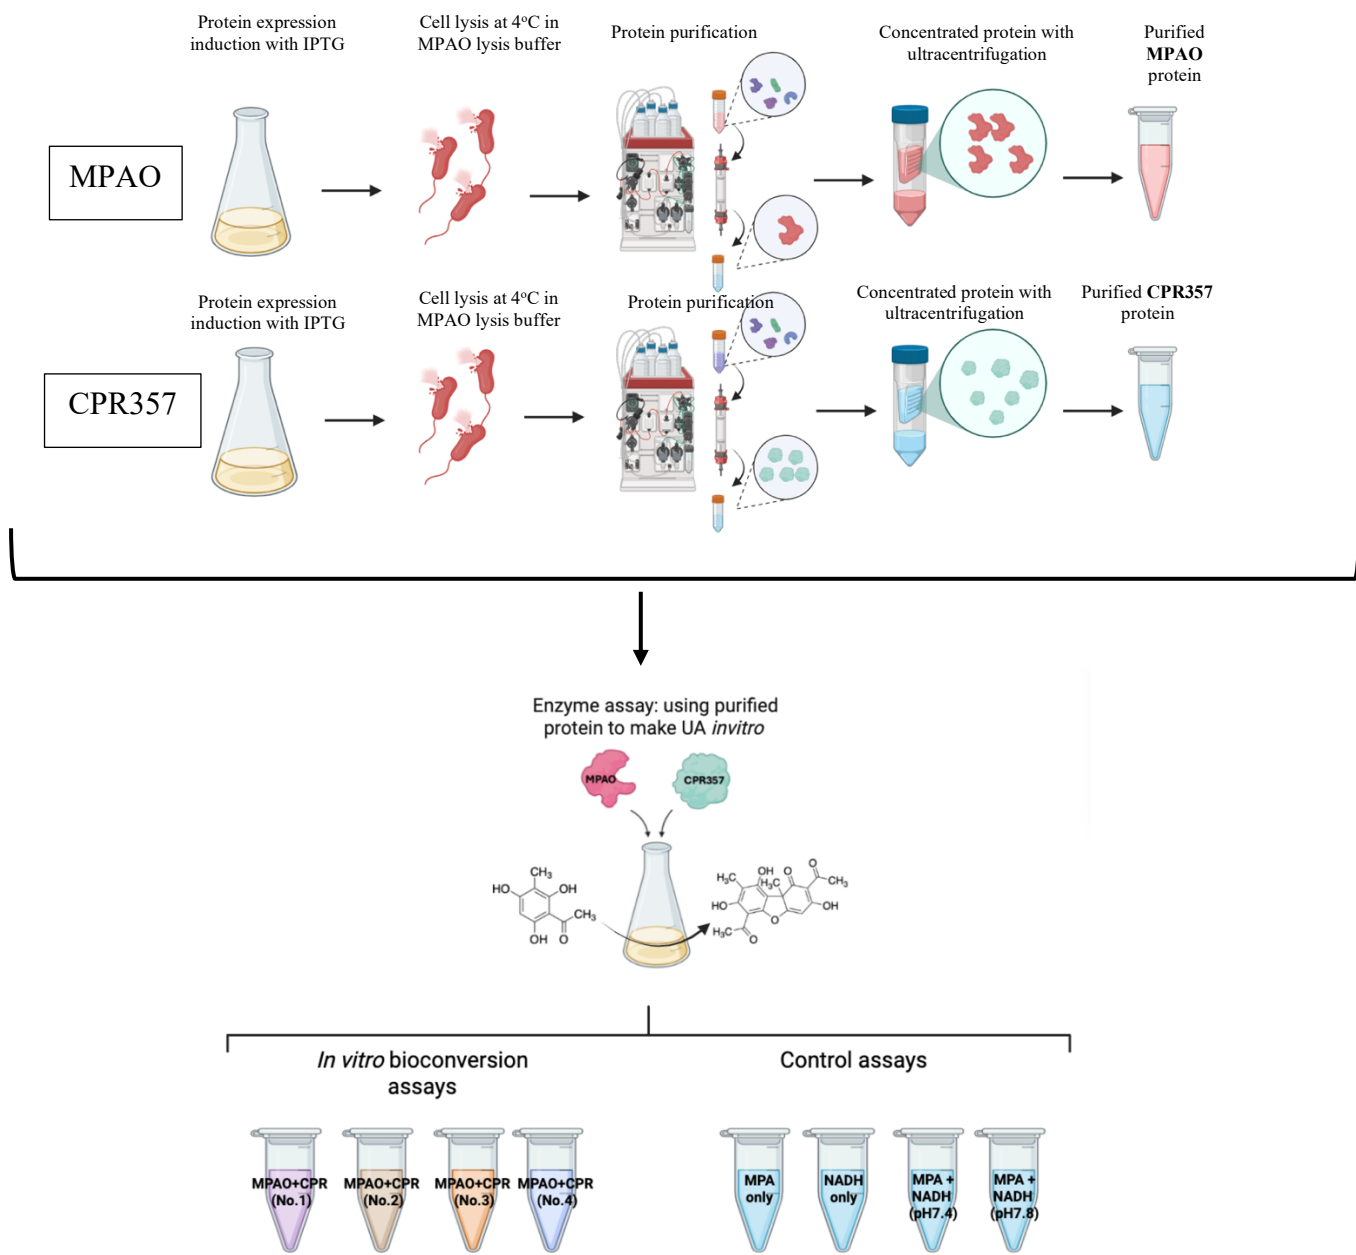 Protein expression
induction with IPTG
Cell lysis at 4°C in
MPAO lysis buffer
Protein purification
Concentrated protein with
ultracentrifugation
Purified
MPAO
protein
MPAO
Protein expression
induction with IPTG
Cell lysis at 4°C in
MPAO lysis buffer
Protein purification
Concentrated protein with
ultracentrifugation
Purified CPR357
protein
CPR357
Enzyme assay: using purified
protein to make UA invitro
MPAO
CPR357
CH₃
HO
OH
CH₃
OH
O
OH
O
O
H₃C
H₃C
CH₃
HO
O
OH
H₃C
O
In vitro bioconversion
assays
Control assays
MPAO+CPR
(No.1)
MPAO+CPR
(No.2)
MPAO+CPR
(No.3)
MPAO+CPR
(No.4)
MPA
only
NADH
only
MPA +
NADH
(pH7.4)
MPA +
NADH
(pH7.8)